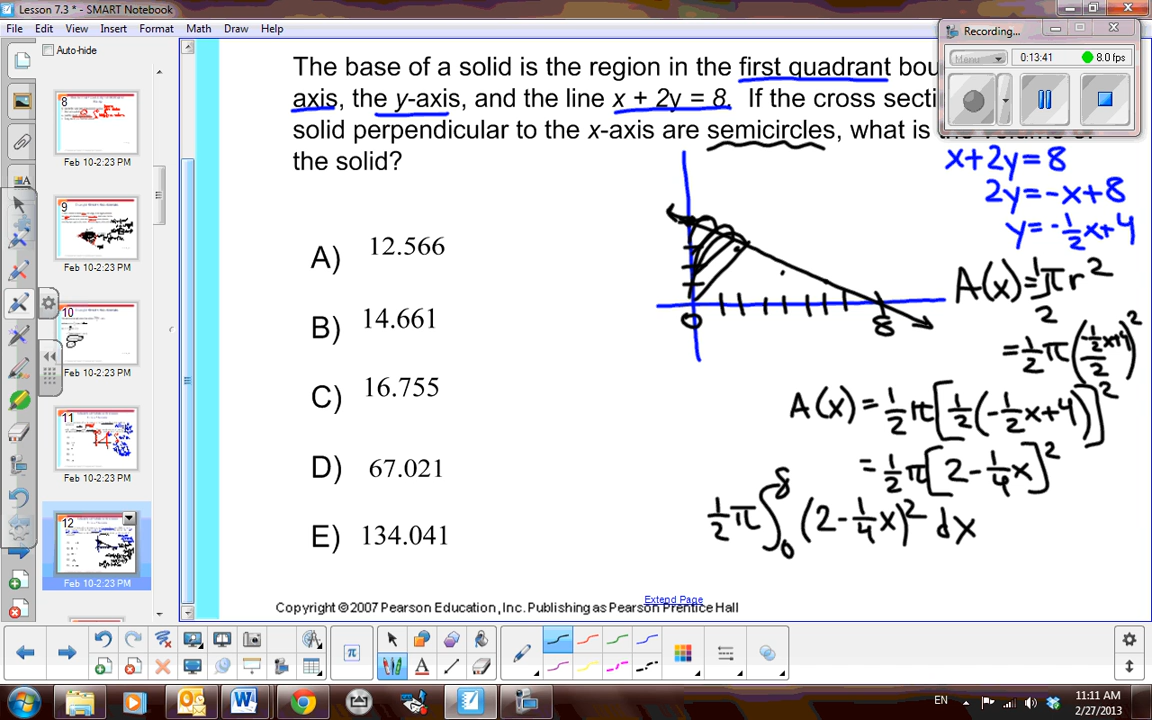 Lesson 7.3 * - SMART Notebook
File Edit View Insert Format Math Draw Help
Auto-hide
Recording...
Menu
0:13:41
8.0 fps
The base of a solid is the region in the first quadrant bou
axis, the y-axis, and the line x + 2y = 8. If the cross secti
solid perpendicular to the x-axis are semicircles, what is the volume of
the solid?
x+2y=8
2y=-x+8
y=-1/2x+4
A) 12.566
B) 14.661
C) 16.755
D) 67.021
E) 134.041
0
8
A(x)=1/2πr²
=1/2π((-1/2x+4)/2)²
A(x)=1/2π[1/2(-1/2x+4)]²
=1/2π[2-1/4x]²
1/2π∫₀⁸(2-1/4x)²dx
8
Feb 10-2:23 PM
9
Feb 10-2:23 PM
10
Feb 10-2:23 PM
11
Feb 10-2:23 PM
12
Feb 10-2:23 PM
Extend Page
Copyright ©2007 Pearson Education, Inc. Publishing as Pearson Prentice Hall
EN
11:11 AM
2/27/2013